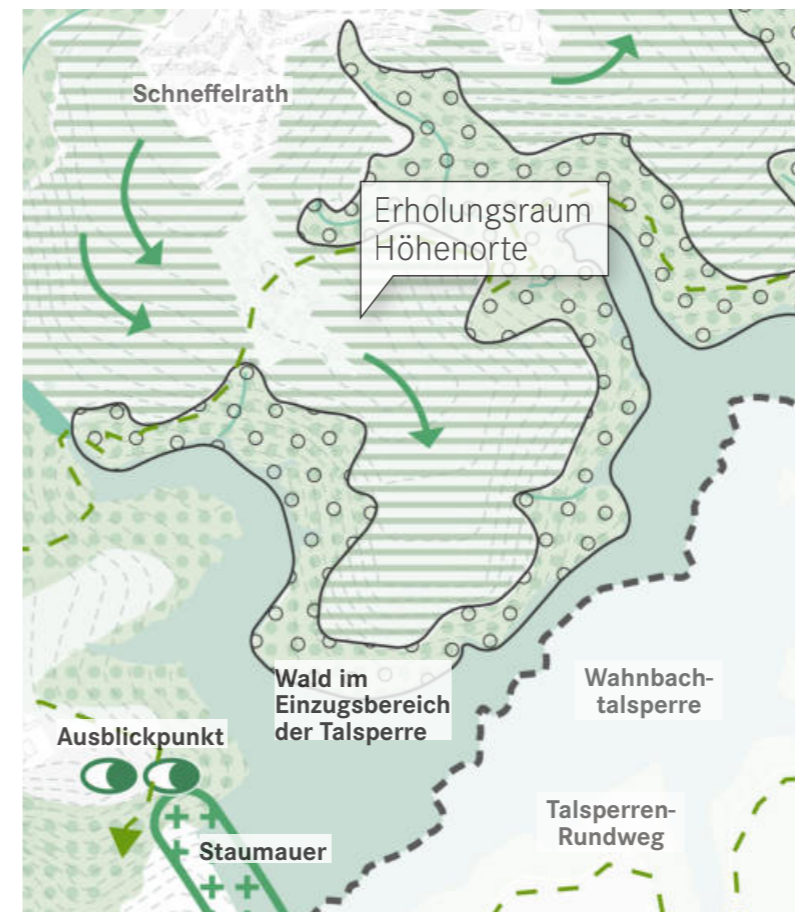 Schneffelrath
Erholungsraum
Höhenorte
Wald im
Einzugsbereich
der Talsperre
Wahnbach-
talsperre
Ausblickpunkt
Talsperren-
Rundweg
Staumauer